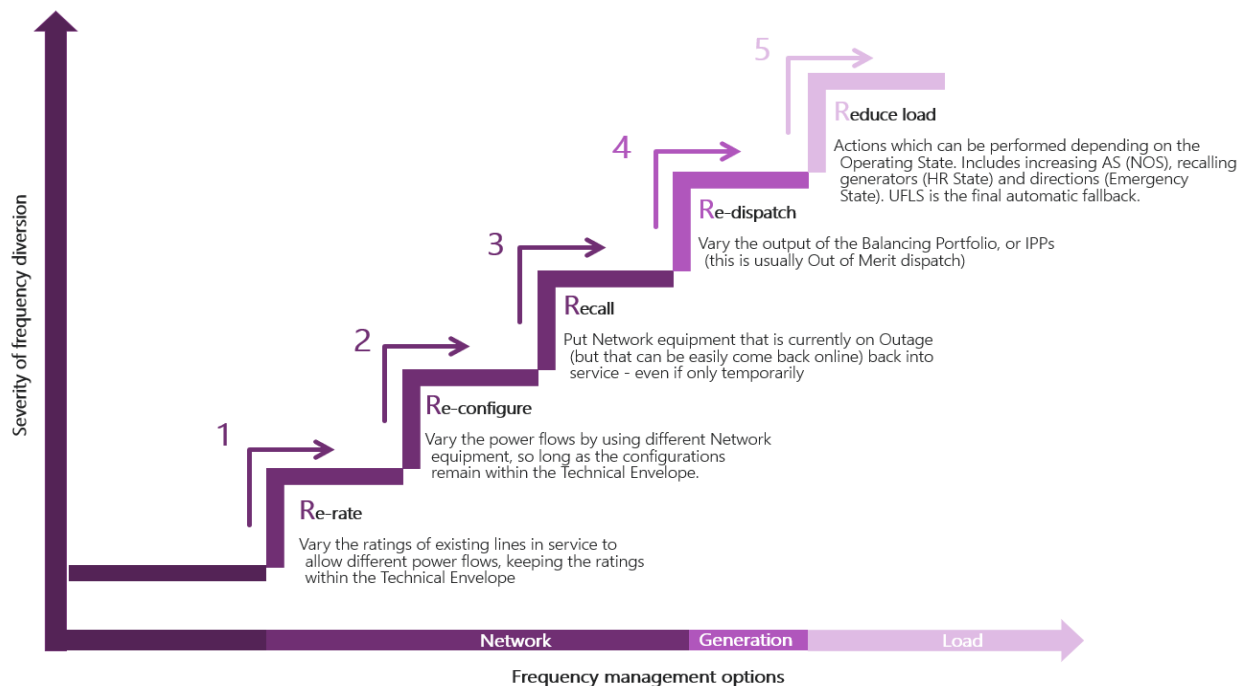 5
Reduce load
Actions which can be performed depending on the
Operating State. Includes increasing AS (NOS), recalling
generators (HR State) and directions (Emergency
State). UFLS is the final automatic fallback.
4
Re-dispatch
Vary the output of the Balancing Portfolio, or IPPs
(this is usually Out of Merit dispatch)
3
Recall
Put Network equipment that is currently on Outage
(but that can be easily come back online) back into
service - even if only temporarily
2
Re-configure
Vary the power flows by using different Network
equipment, so long as the configurations
remain within the Technical Envelope.
1
Re-rate
Vary the ratings of existing lines in service to
allow different power flows, keeping the ratings
within the Technical Envelope
Severity of frequency diversion
Network
Generation
Load
Frequency management options